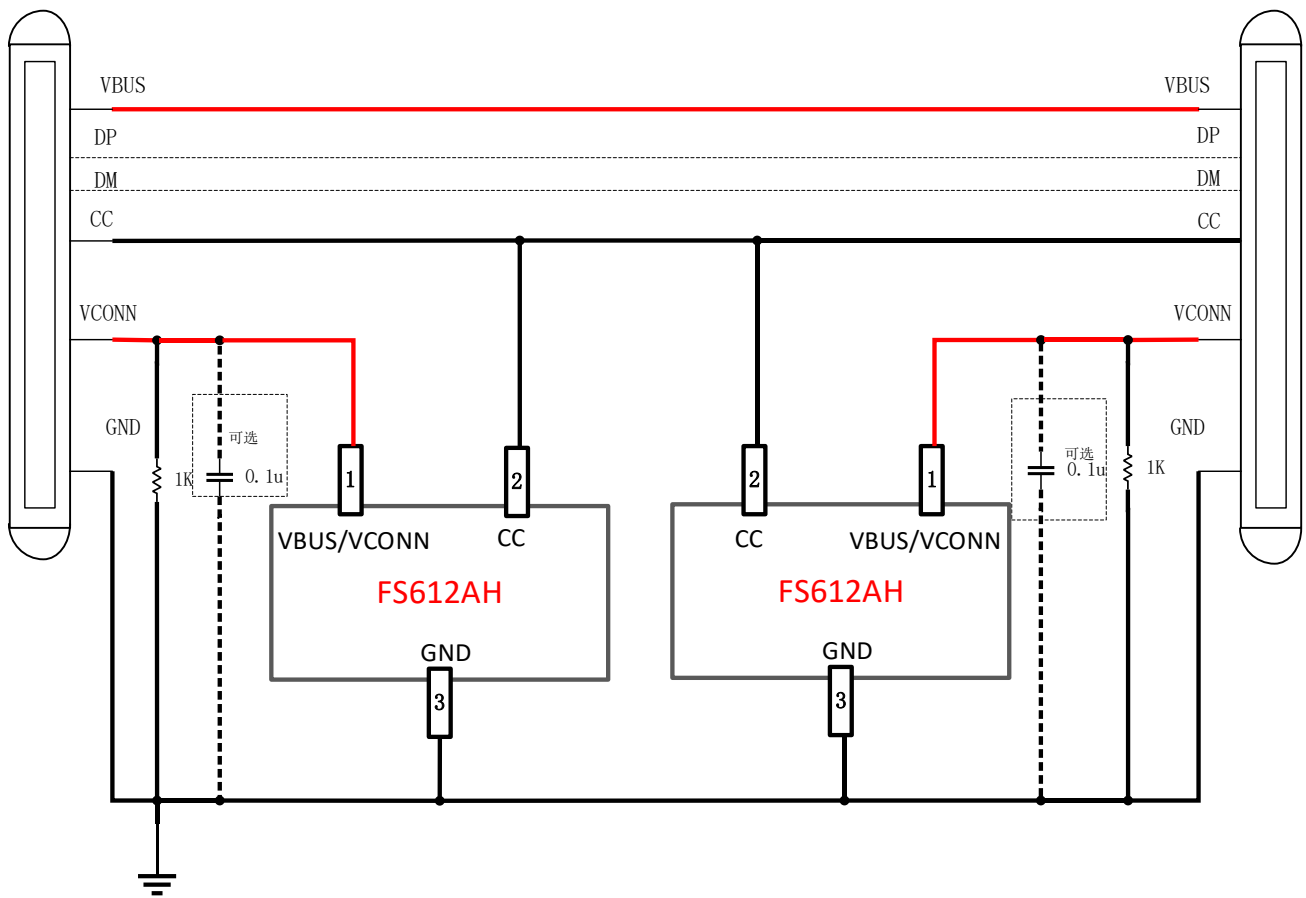 VBUS
VBUS
DP
DP
DM
DM
CC
CC
VCONN
VCONN
GND
GND
可选
可选
1K
0.1u
0.1u
1K
1
2
2
1
VBUS/VCONN
CC
CC
VBUS/VCONN
FS612AH
FS612AH
GND
GND
3
3